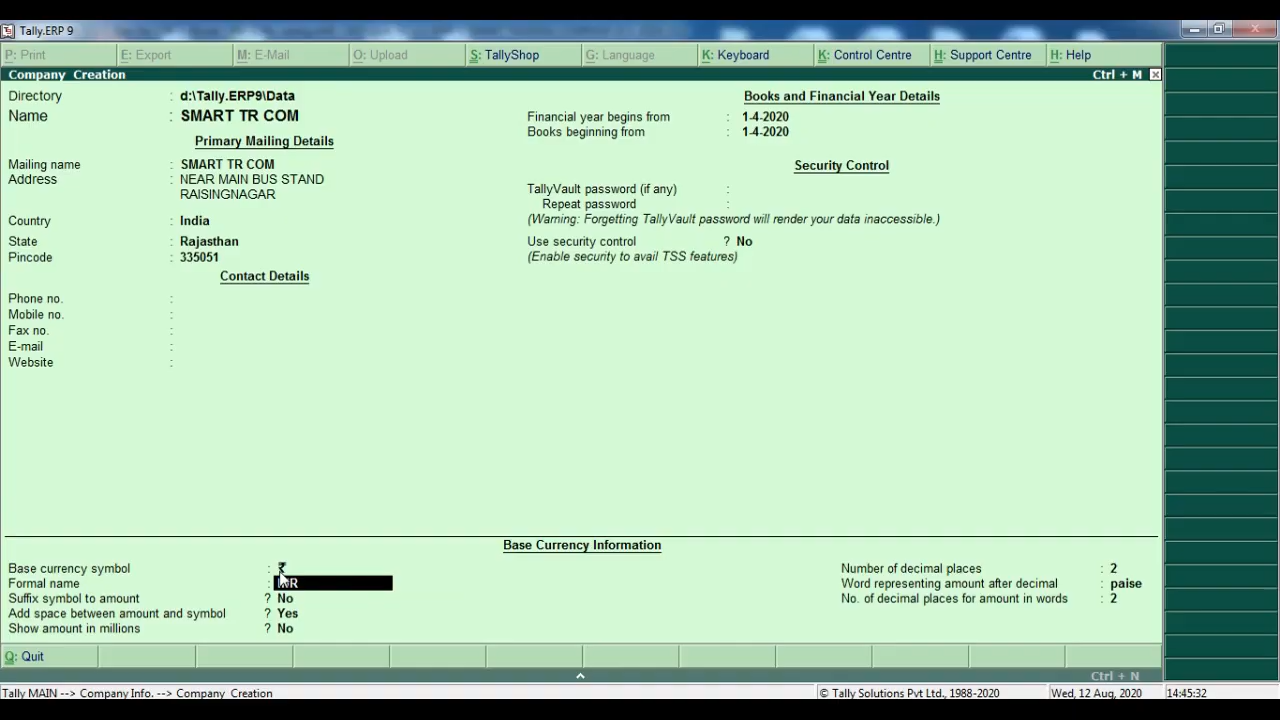 Tally.ERP 9
P: Print E: Export M: E-Mail O: Upload S: TallyShop G: Language K: Keyboard K: Control Centre H: Support Centre H: Help
Company Creation Ctrl + M
Directory : d:\Tally.ERP9\Data
Name : SMART TR COM
Primary Mailing Details
Mailing name : SMART TR COM
Address : NEAR MAIN BUS STAND
RAISINGNAGAR
Country : India
State : Rajasthan
Pincode : 335051
Contact Details
Phone no. :
Mobile no. :
Fax no. :
E-mail :
Website :
Books and Financial Year Details
Financial year begins from : 1-4-2020
Books beginning from : 1-4-2020
Security Control
TallyVault password (if any) :
Repeat password :
(Warning: Forgetting TallyVault password will render your data inaccessible.)
Use security control ? No
(Enable security to avail TSS features)
Base Currency Information
Base currency symbol : ₹
Formal name :
Suffix symbol to amount ? No
Add space between amount and symbol ? Yes
Show amount in millions ? No
Number of decimal places : 2
Word representing amount after decimal : paise
No. of decimal places for amount in words : 2
Q: Quit
Ctrl + N
Tally MAIN --> Company Info. --> Company Creation © Tally Solutions Pvt Ltd., 1988-2020 Wed, 12 Aug, 2020 14:45:32